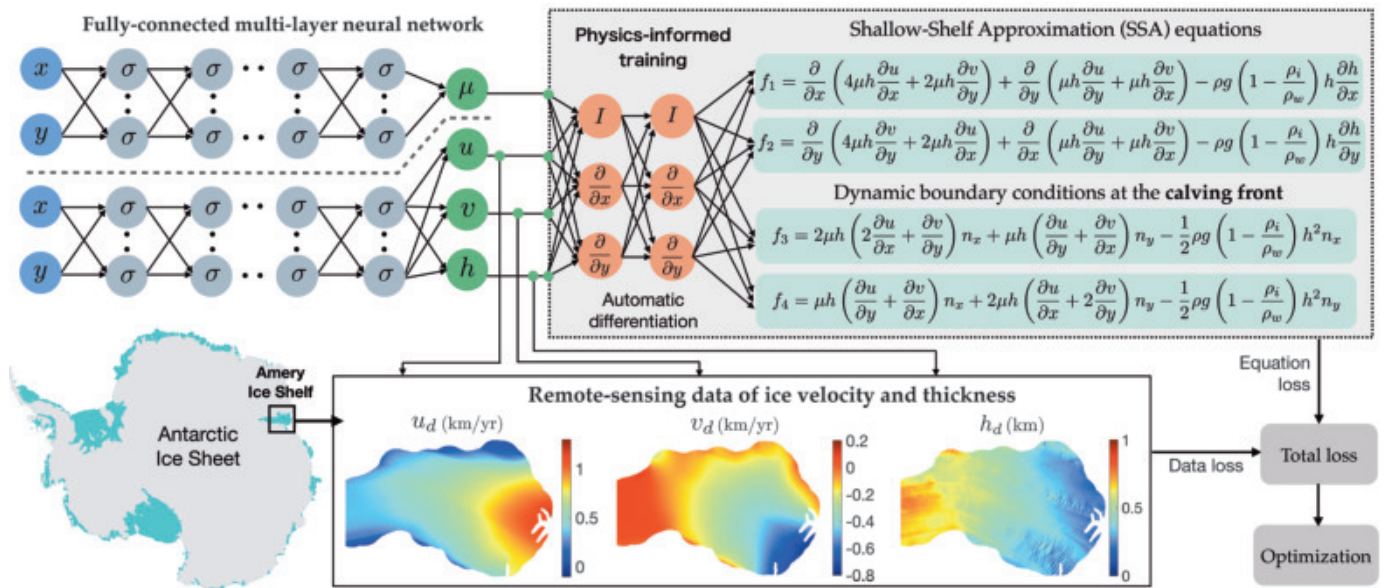 Fully-connected multi-layer neural network
x σ σ ·· σ σ
y σ σ σ σ
μ
u
v
h
x σ σ ·· σ σ
y σ σ ·· σ σ
Physics-informed
training
I I
∂/∂x ∂/∂x
∂/∂y ∂/∂y
Automatic
differentiation
Shallow-Shelf Approximation (SSA) equations
f₁ = ∂/∂x (4μh ∂u/∂x + 2μh ∂v/∂y) + ∂/∂y (μh ∂u/∂y + μh ∂v/∂x) − ρg (1 − ρᵢ/ρ_w) h ∂h/∂x
f₂ = ∂/∂y (4μh ∂v/∂y + 2μh ∂u/∂x) + ∂/∂x (μh ∂u/∂y + μh ∂v/∂x) − ρg (1 − ρᵢ/ρ_w) h ∂h/∂y
Dynamic boundary conditions at the calving front
f₃ = 2μh (2 ∂u/∂x + ∂v/∂y) nₓ + μh (∂u/∂y + ∂v/∂x) n_y − 1/2 ρg (1 − ρᵢ/ρ_w) h² nₓ
f₄ = μh (∂u/∂y + ∂v/∂x) nₓ + 2μh (∂u/∂x + 2 ∂v/∂y) n_y − 1/2 ρg (1 − ρᵢ/ρ_w) h² n_y
Amery
Ice Shelf
Antarctic
Ice Sheet
Remote-sensing data of ice velocity and thickness
u_d (km/yr)
1
0.5
0
v_d (km/yr)
0.2
0
-0.2
-0.4
-0.6
-0.8
h_d (km)
1
0.5
0
Equation
loss
Data loss
Total loss
Optimization